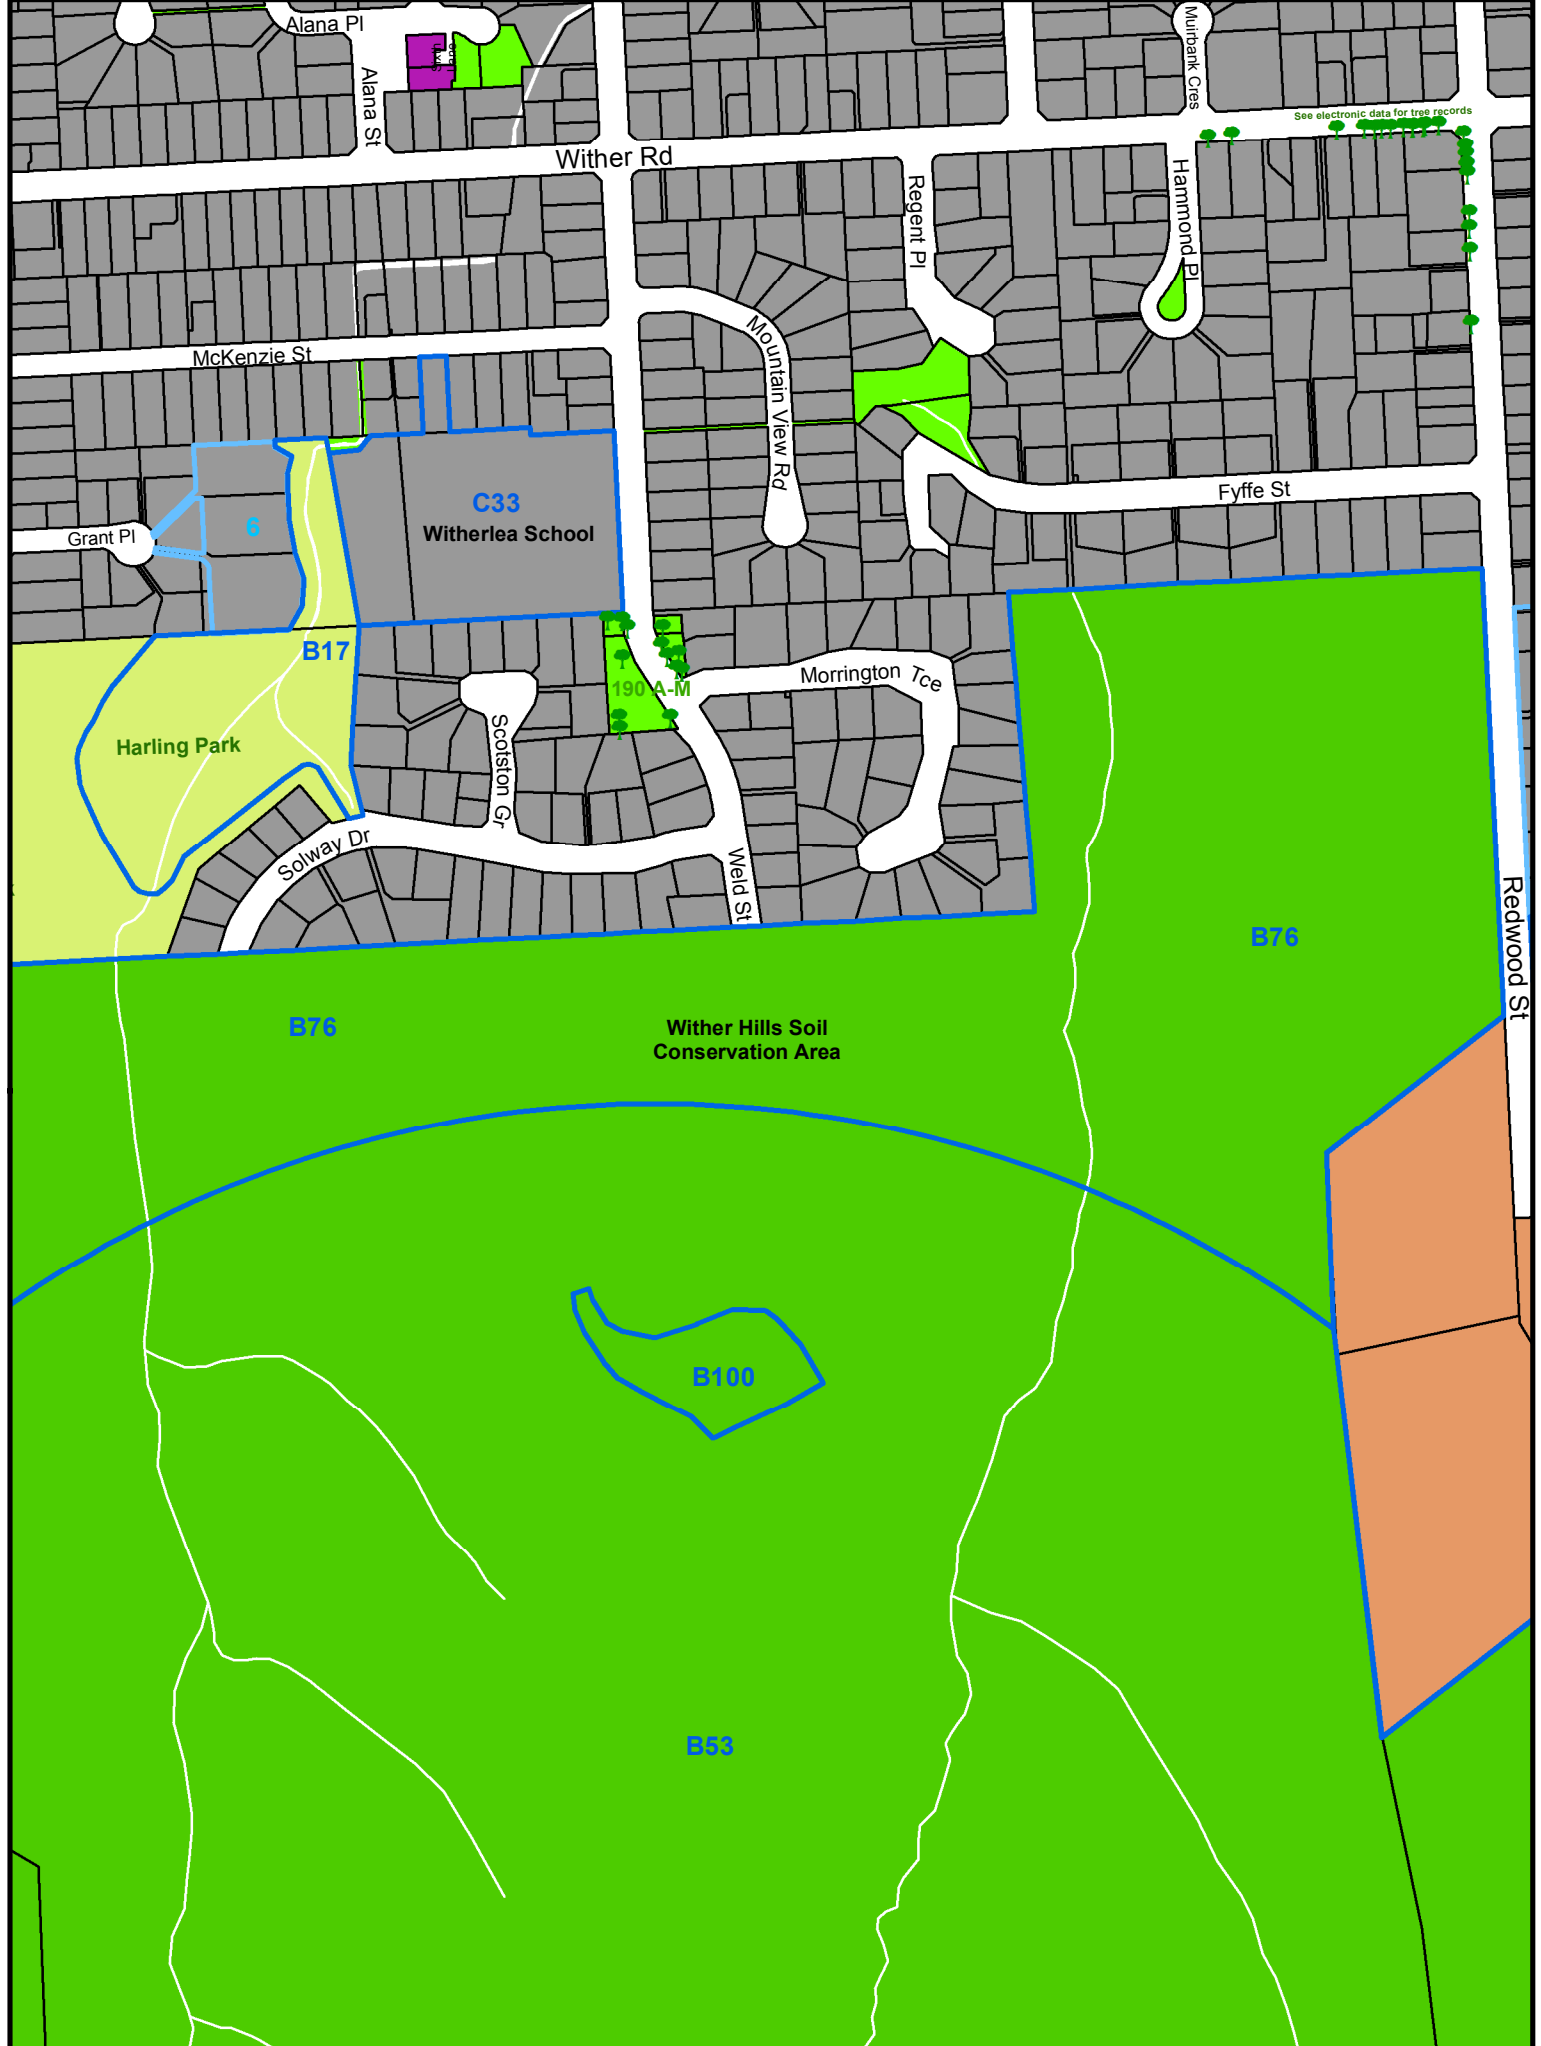 Alana Pl
Sixth
Lane
Alana St
Muirbank Cres
See electronic data for tree records
Wither Rd
Regent Pl
Hammond Pl
McKenzie St
Mountain View Rd
C33
Witherlea School
6
Grant Pl
Fyffe St
B17
190 A-M
Morrington Tce
Harling Park
Scotston Gr
Solway Dr
Weld St
Redwood St
B76
B76
Wither Hills Soil
Conservation Area
B100
B53